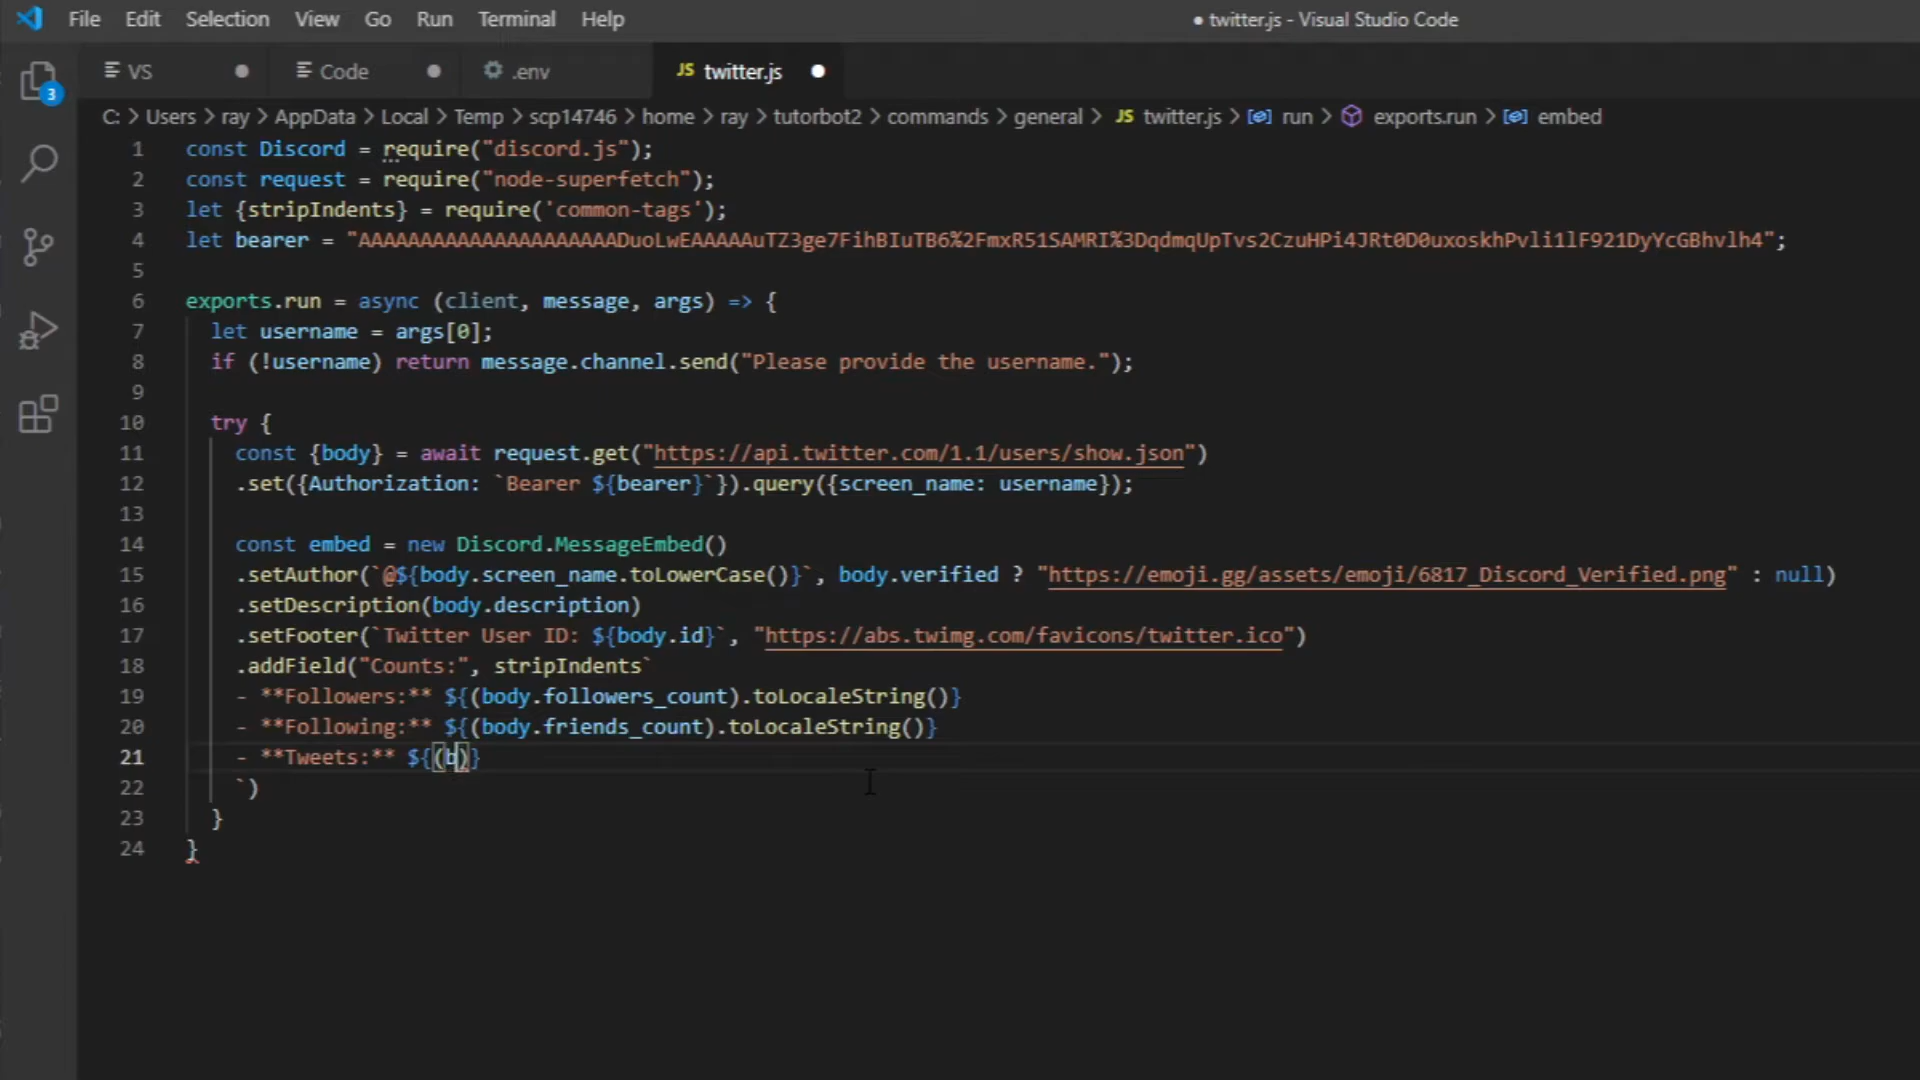 File Edit Selection View Go Run Terminal Help
● twitter.js - Visual Studio Code
VS
Code
.env
JS twitter.js
3
C: > Users > ray > AppData > Local > Temp > scp14746 > home > ray > tutorbot2 > commands > general > JS twitter.js > run > exports.run > embed
1 const Discord = require("discord.js");
2 const request = require("node-superfetch");
3 let {stripIndents} = require('common-tags');
4 let bearer = "AAAAAAAAAAAAAAAAAAAAADuoLwEAAAAAuTZ3ge7FihBIuTB6%2FmxR51SAMRI%3DqdmqUpTvs2CzuHPi4JRt0D0uxoskhPvli1lF921DyYcGBhvlh4";
5
6 exports.run = async (client, message, args) => {
7 let username = args[0];
8 if (!username) return message.channel.send("Please provide the username.");
9
10 try {
11 const {body} = await request.get("https://api.twitter.com/1.1/users/show.json")
12 .set({Authorization: `Bearer ${bearer}`}).query({screen_name: username});
13
14 const embed = new Discord.MessageEmbed()
15 .setAuthor(`@${body.screen_name.toLowerCase()}`, body.verified ? "https://emoji.gg/assets/emoji/6817_Discord_Verified.png" : null)
16 .setDescription(body.description)
17 .setFooter(`Twitter User ID: ${body.id}`, "https://abs.twimg.com/favicons/twitter.ico")
18 .addField("Counts:", stripIndents`
19 - **Followers:** ${(body.followers_count).toLocaleString()}
20 - **Following:** ${(body.friends_count).toLocaleString()}
21 - **Tweets:** ${(b)}
22 `)
23 }
24 }